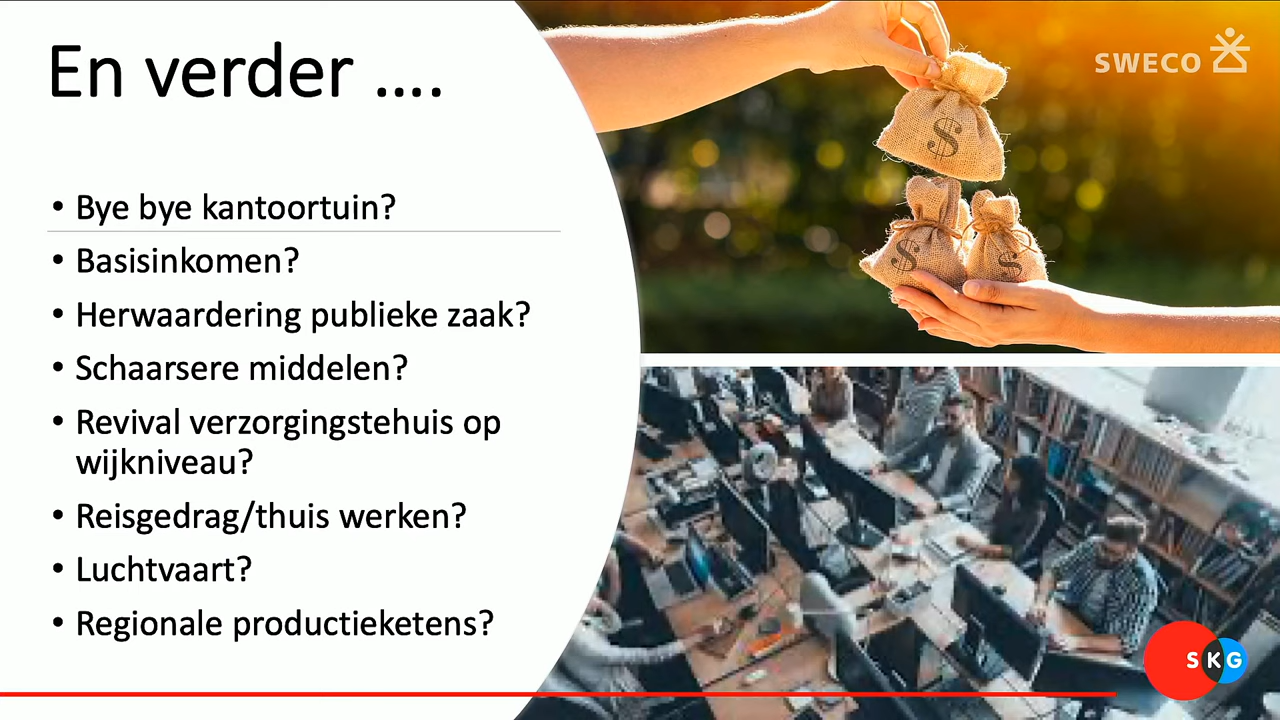 En verder ....
SWECO
• Bye bye kantoortuin?
• Basisinkomen?
• Herwaardering publieke zaak?
• Schaarsere middelen?
• Revival verzorgingstehuis op
wijkniveau?
• Reisgedrag/thuis werken?
• Luchtvaart?
• Regionale productieketens?
$
$
$
SKG